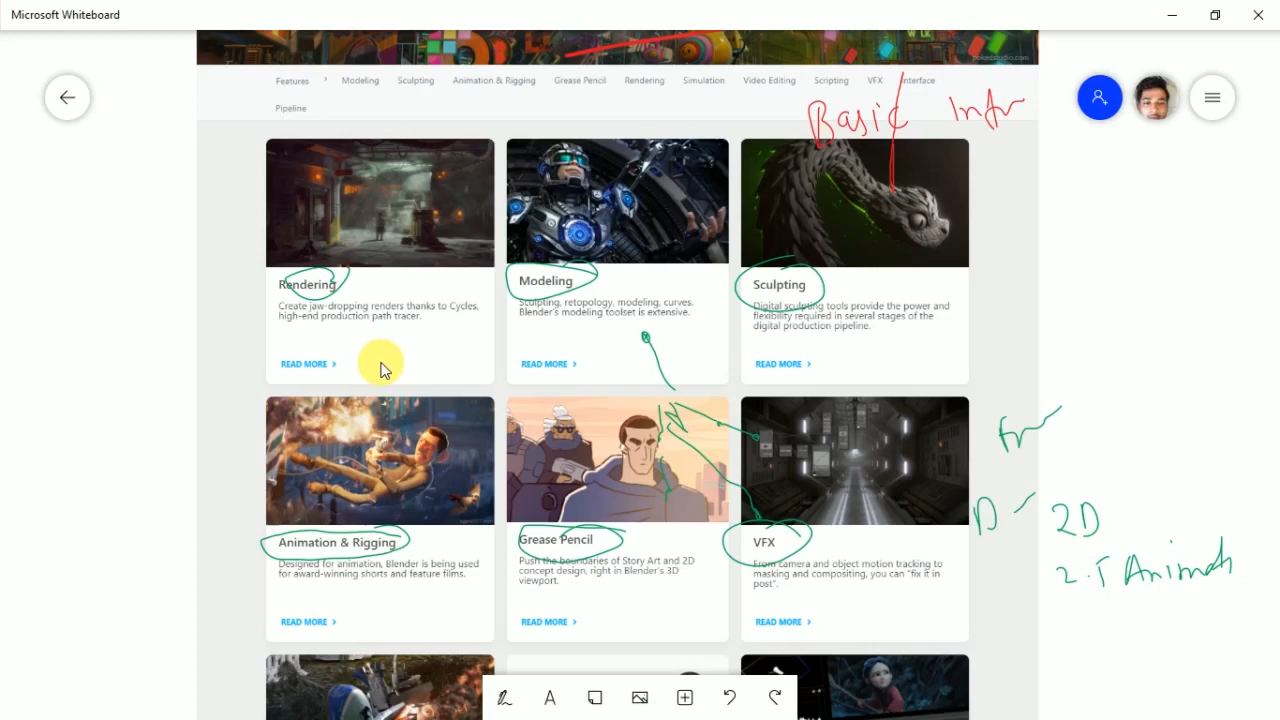 Microsoft Whiteboard
pokedstudio.com
Features > Modeling Sculpting Animation & Rigging Grease Pencil Rendering Simulation Video Editing Scripting VFX Interface
Pipeline
Basic
Rendering
Create jaw-dropping renders thanks to Cycles,
high-end production path tracer.
READ MORE >
Modeling
Sculpting, retopology, modeling, curves.
Blender's modeling toolset is extensive.
READ MORE >
Sculpting
Digital sculpting tools provide the power and
flexibility required in several stages of the
digital production pipeline.
READ MORE >
Animation & Rigging
Designed for animation, Blender is being used
for award-winning shorts and feature films.
READ MORE >
Grease Pencil
Push the boundaries of Story Art and 2D
concept design, right in Blender's 3D
viewport.
READ MORE >
VFX
From camera and object motion tracking to
masking and compositing, you can "fix it in
post".
READ MORE >
2D
A